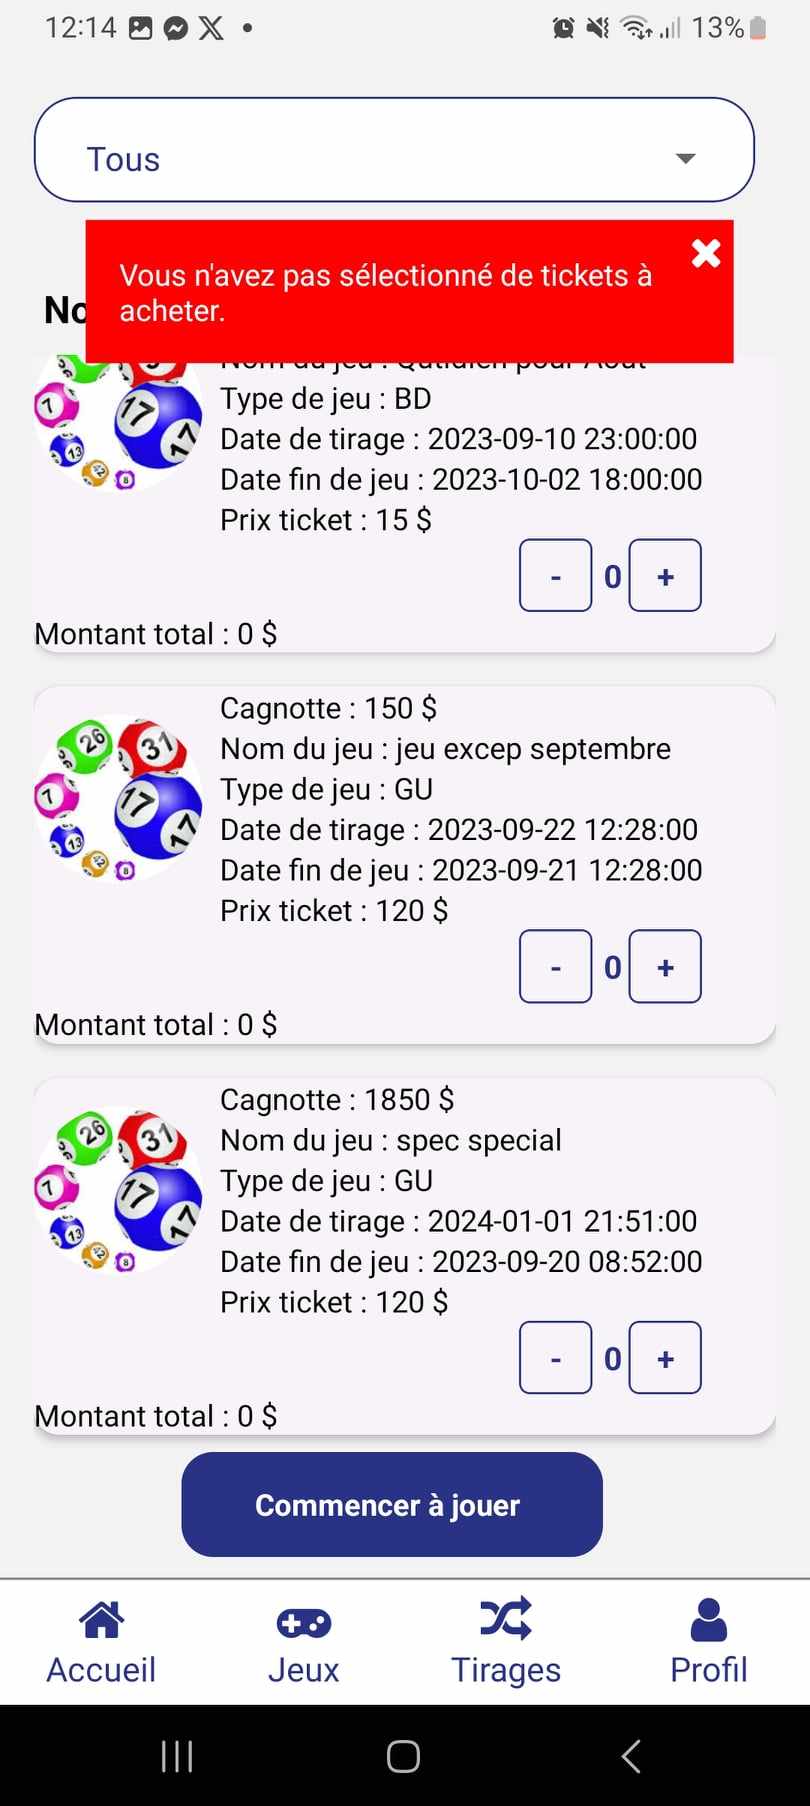 12:14
13%
Tous
Vous n'avez pas sélectionné de tickets à
acheter.
No
Nom du jeu : Qutidien pour Aout
Type de jeu : BD
Date de tirage : 2023-09-10 23:00:00
Date fin de jeu : 2023-10-02 18:00:00
Prix ticket : 15 $
- 0 +
Montant total : 0 $
Cagnotte : 150 $
Nom du jeu : jeu excep septembre
Type de jeu : GU
Date de tirage : 2023-09-22 12:28:00
Date fin de jeu : 2023-09-21 12:28:00
Prix ticket : 120 $
- 0 +
Montant total : 0 $
Cagnotte : 1850 $
Nom du jeu : spec special
Type de jeu : GU
Date de tirage : 2024-01-01 21:51:00
Date fin de jeu : 2023-09-20 08:52:00
Prix ticket : 120 $
- 0 +
Montant total : 0 $
Commencer à jouer
Accueil Jeux Tirages Profil